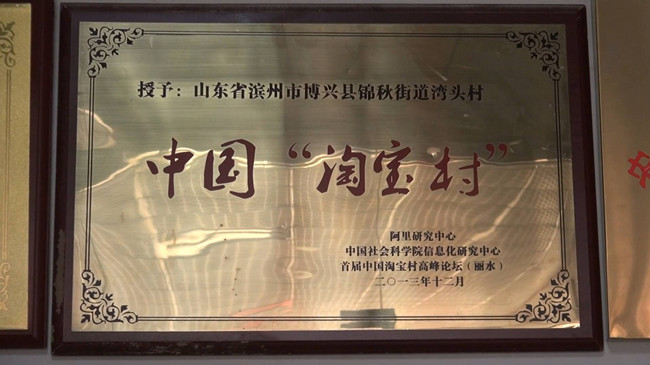 授予：山东省滨州市博兴县锦秋街道湾头村
中国“淘宝村”
阿里研究中心
中国社会科学院信息化研究中心
首届中国淘宝村高峰论坛（丽水）
二〇一三年十二月